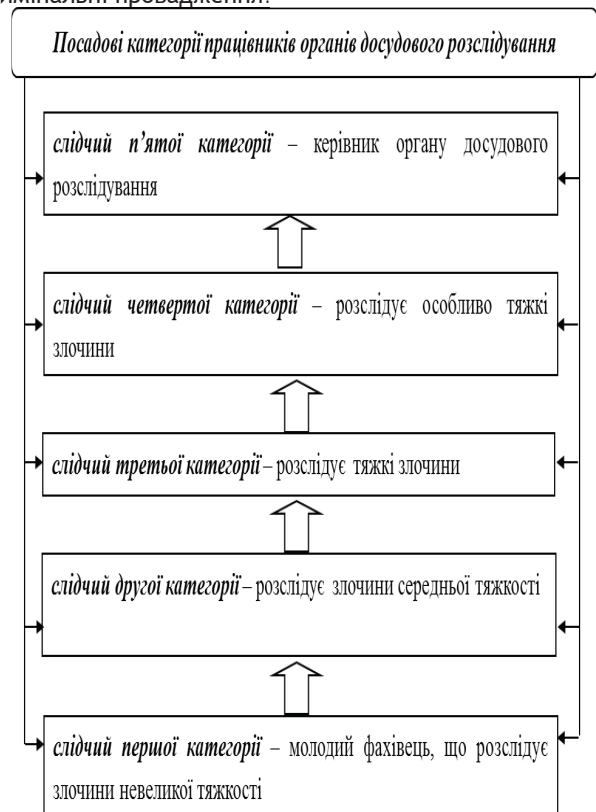 провадження.
Посадові категорії працівників органів досудового розслідування
слідчий п’ятої категорії – керівник органу досудового
розслідування
слідчий четвертої категорії – розслідує особливо тяжкі
злочини
слідчий третьої категорії – розслідує тяжкі злочини
слідчий другої категорії – розслідує злочини середньої тяжкості
слідчий першої категорії – молодий фахівець, що розслідує
злочини невеликої тяжкості